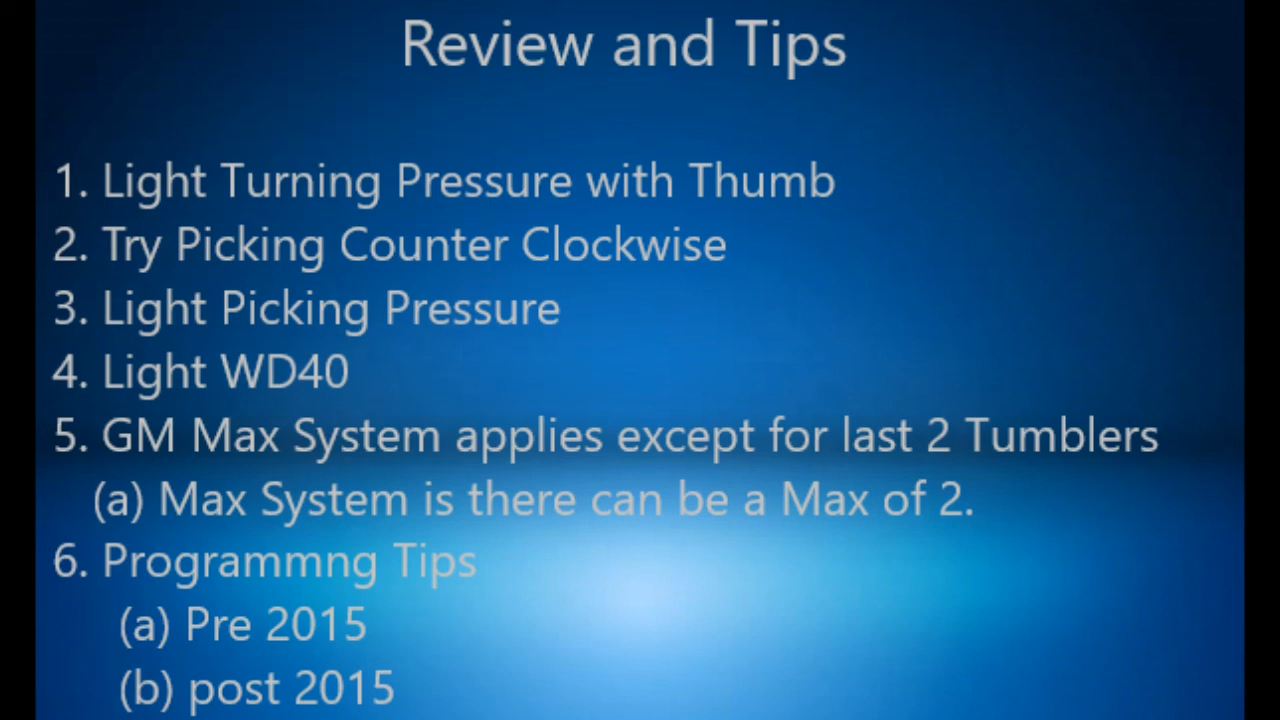 Review and Tips
1. Light Turning Pressure with Thumb
2. Try Picking Counter Clockwise
3. Light Picking Pressure
4. Light WD40
5. GM Max System applies except for last 2 Tumblers
(a) Max System is there can be a Max of 2.
6. Programmng Tips
(a) Pre 2015
(b) post 2015